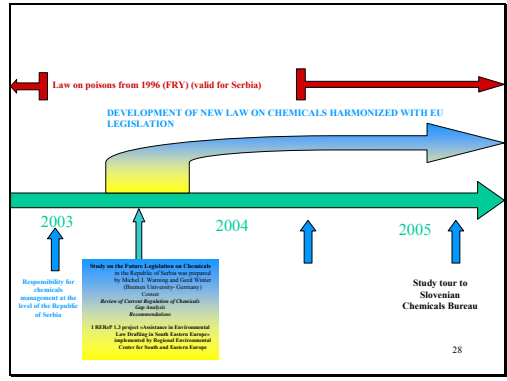 Law on poisons from 1996 (FRY) (valid for Serbia)
DEVELOPMENT OF NEW LAW ON CHEMICALS HARMONIZED WITH EU
LEGISLATION
2003
2004
2005
Responsibility for
chemicals
management at the
level of the Republic
of Serbia
Study on the Future Legislation on Chemicals
in the Republic of Serbia was prepared
by Michel J. Warning and Gerd Winter
(Bremen University- Germany)
Content
Review of Current Regulation of Chemicals
Gap Analysis
Recommendations
I REReP 1.3 project «Assistance in Environmental
Law Drafting in South Eastern Europe»
implemented by Regional Environmental
Center for South and Eastern Europe
Study tour to
Slovenian
Chemicals Bureau
28